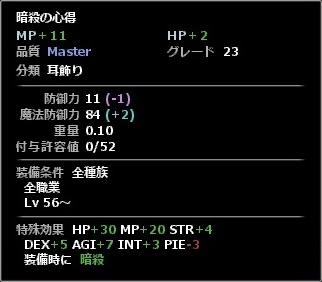 暗殺の心得
MP+11 HP+2
品質 Master グレード 23
分類 耳飾り
防御力 11 (-1)
魔法防御力 84 (+2)
重量 0.10
付与許容値 0/52
装備条件 全種族
全職業
Lv 56～
特殊効果 HP+30 MP+20 STR+4
DEX+5 AGI+7 INT+3 PIE-3
装備時に 暗殺